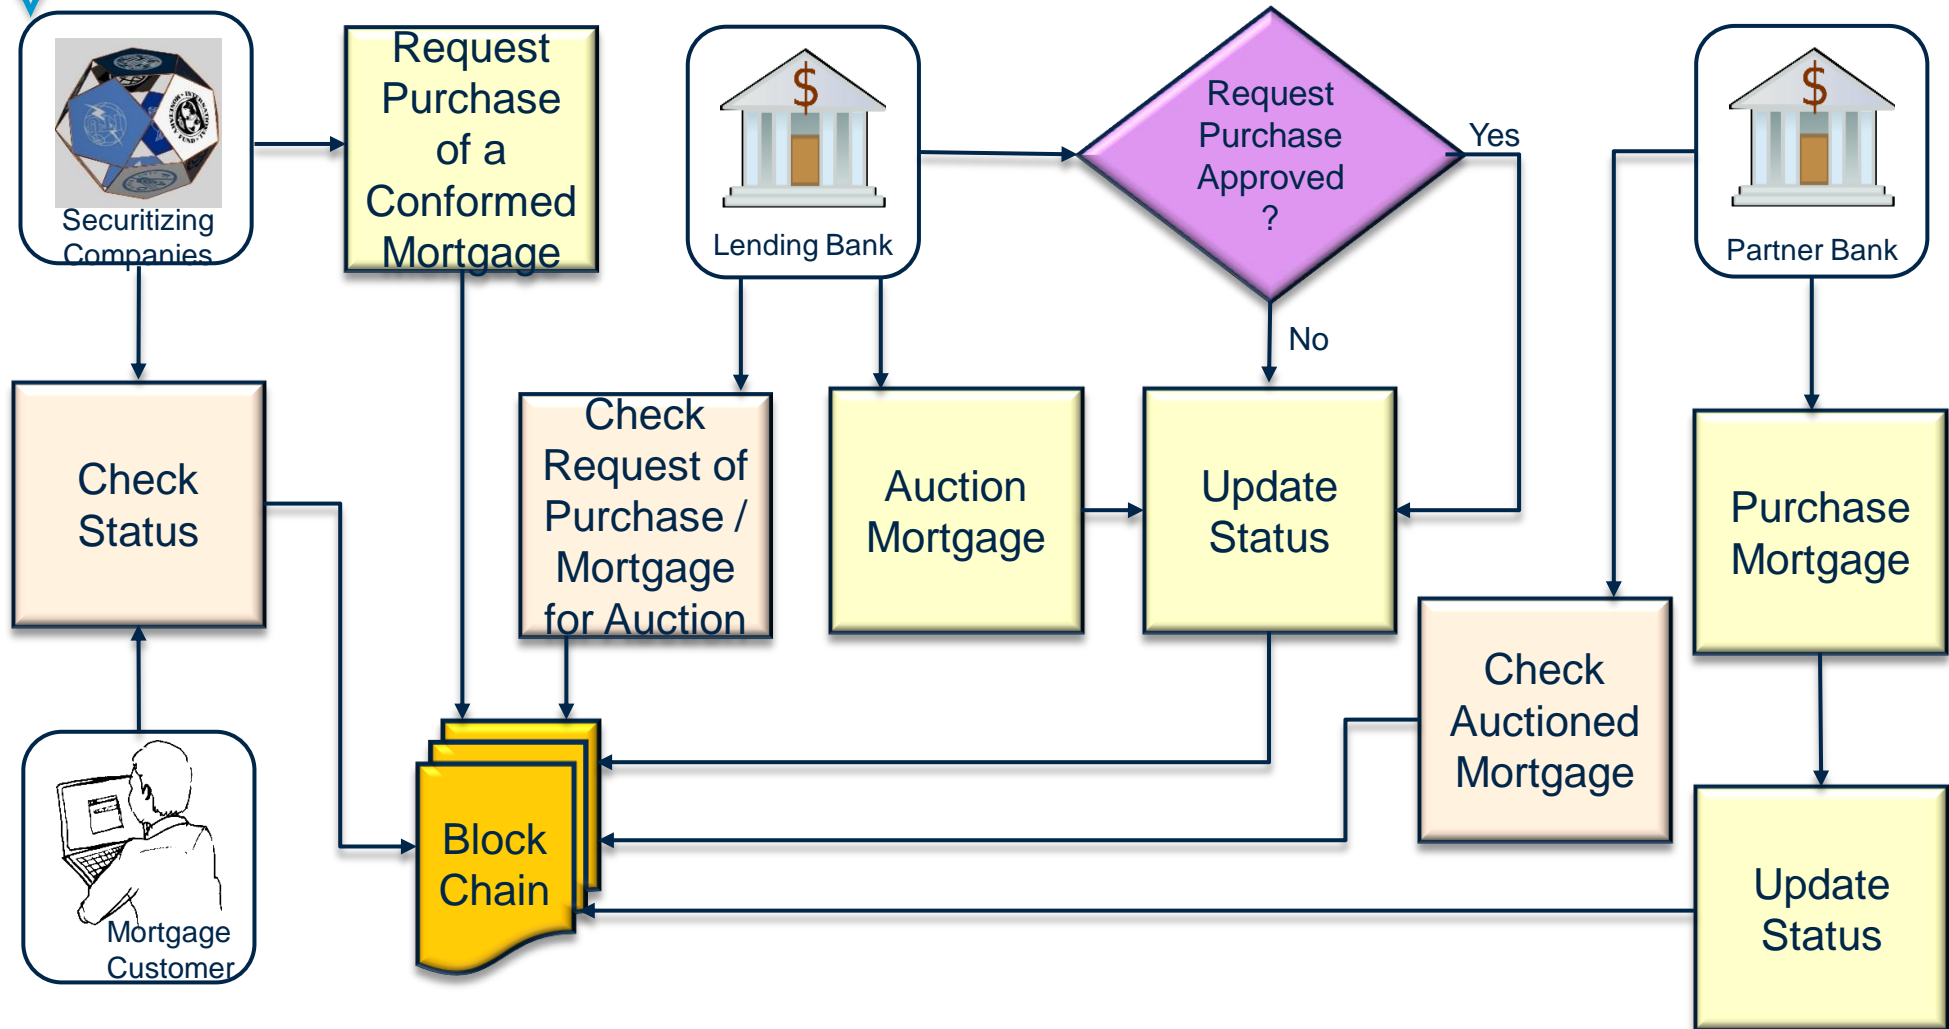 Securitizing
Companies
Request
Purchase
of a
Conformed
Mortgage
$
Lending Bank
Request
Purchase
Approved
?
Yes
No
$
Partner Bank
Check
Status
Check
Request of
Purchase /
Mortgage
for Auction
Auction
Mortgage
Update
Status
Purchase
Mortgage
Check
Auctioned
Mortgage
Block
Chain
Update
Status
Mortgage
Customer